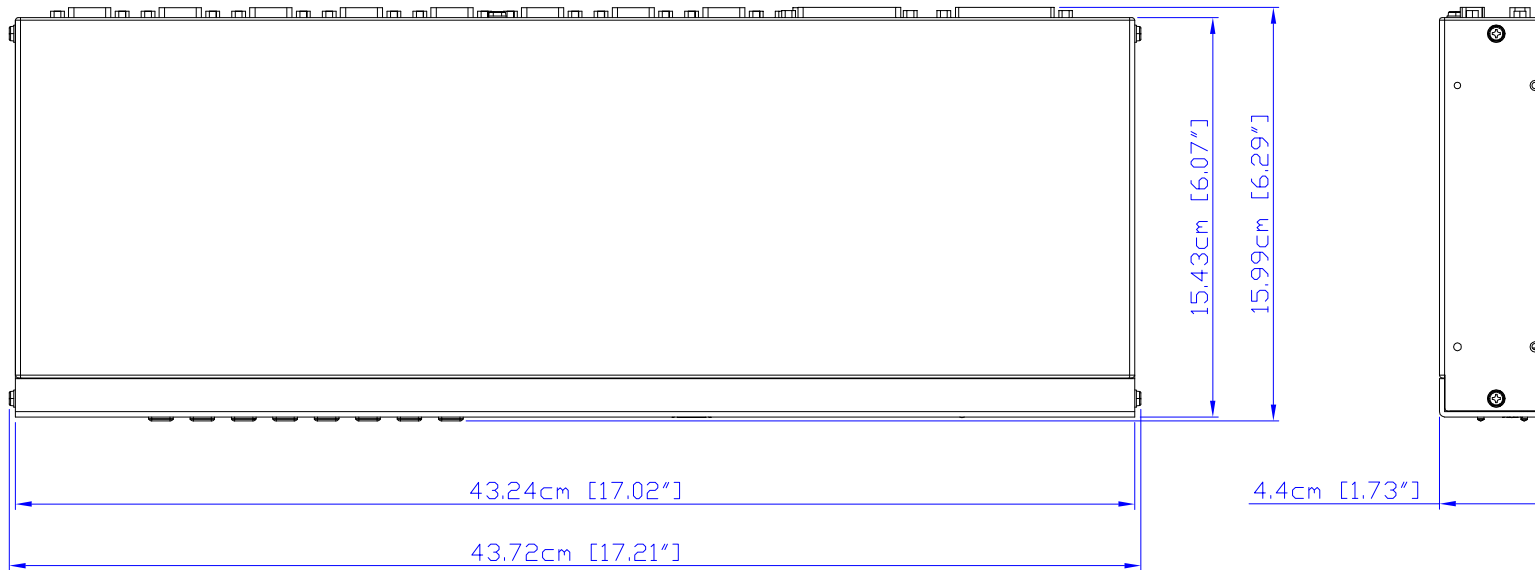 15.43cm [6.07"]
15.99cm [6.29"]
43.24cm [17.02"]
4.4cm [1.73"]
43.72cm [17.21"]